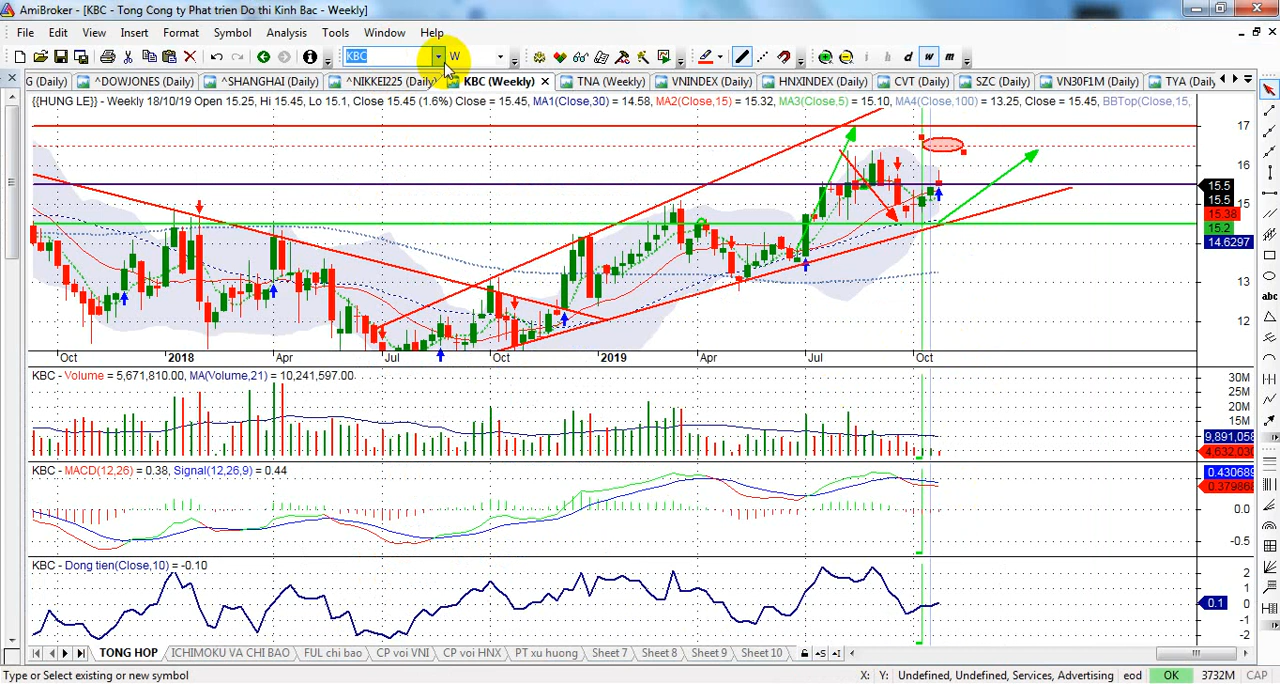 AmiBroker - [KBC - Tong Cong ty Phat trien Do thi Kinh Bac - Weekly]
File Edit View Insert Format Symbol Analysis Tools Window Help
KBC W i h d w m
G (Daily) ^DOWJONES (Daily) ^SHANGHAI (Daily) ^NIKKEI225 (Daily) KBC (Weekly) TNA (Weekly) VNINDEX (Daily) HNXINDEX (Daily) CVT (Daily) SZC (Daily) VN30F1M (Daily) TYA (Daily)
{{HUNG LE}} - Weekly 18/10/19 Open 15.25, Hi 15.45, Lo 15.1, Close 15.45 (1.6%) Close = 15.45, MA1(Close,30) = 14.58, MA2(Close,15) = 15.32, MA3(Close,5) = 15.10, MA4(Close,100) = 13.25, Close = 15.45, BBTop(Close,15,
17
16
15.5
15.5
15
15.38
15.2
14.6297
13
12
Oct 2018 Apr Jul Oct 2019 Apr Jul Oct
KBC - Volume = 5,671,810.00, MA(Volume,21) = 10,241,597.00
30M
20M
15M
9,891,058
4,632,030
KBC - MACD(12,26) = 0.38, Signal(12,26,9) = 0.44
0.430689
0.379868
0.0
-0.5
KBC - Dong tien(Close,10) = -0.10
2
1
0.1
0
-1
-2
TONG HOP ICHIMOKU VA CHI BAO FUL chi bao CP voi VNI CP voi HNX PT xu huong Sheet 7 Sheet 8 Sheet 9 Sheet 10
Type or Select existing or new symbol X: Y: Undefined, Undefined, Services, Advertising eod OK 3732M CAP